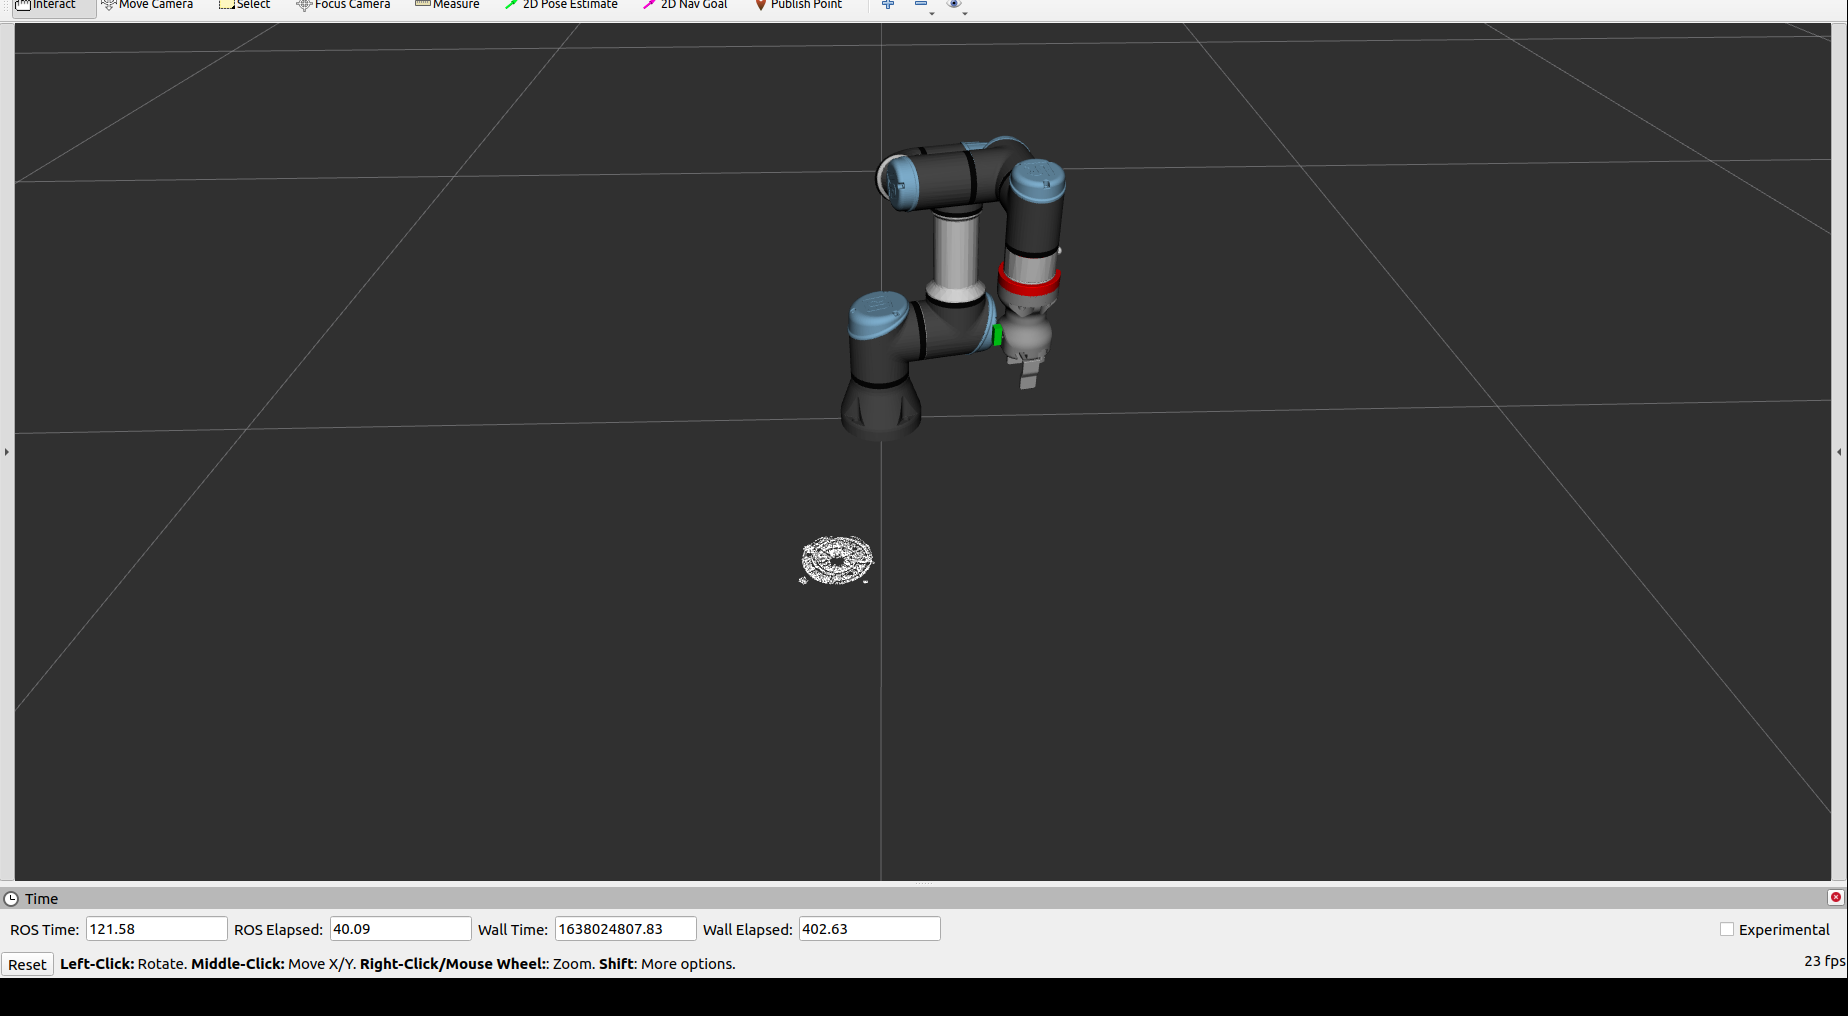 Interact Move Camera Select Focus Camera Measure 2D Pose Estimate 2D Nav Goal Publish Point
Time
ROS Time: 121.58 ROS Elapsed: 40.09 Wall Time: 1638024807.83 Wall Elapsed: 402.63 Experimental
Reset Left-Click: Rotate. Middle-Click: Move X/Y. Right-Click/Mouse Wheel:: Zoom. Shift: More options. 23 fps